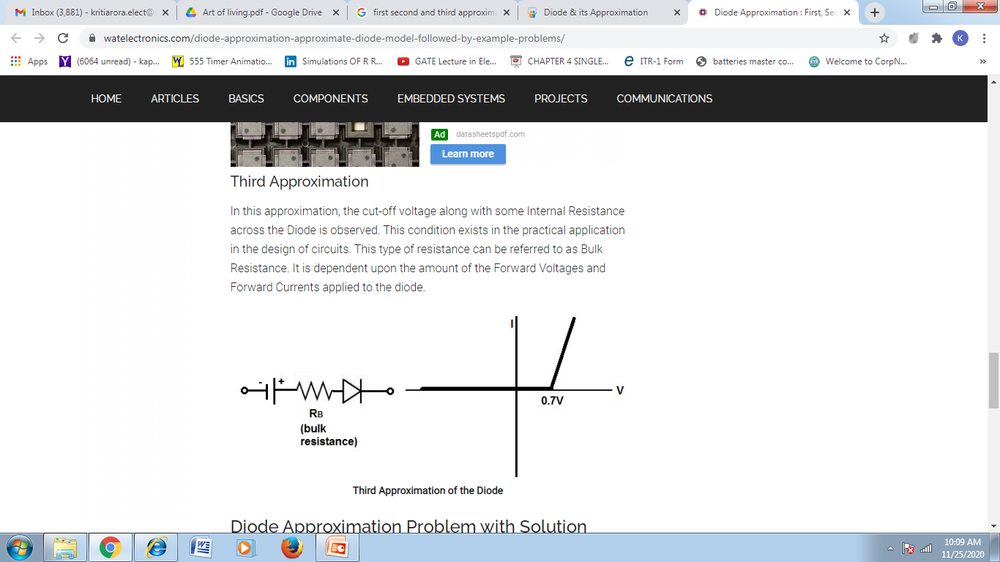 Inbox (3,881) - kritiarora.elect@
Art of living.pdf - Google Drive
first second and third approxim
Diode & its Approximation
Diode Approximation : First, Sec
watelectronics.com/diode-approximation-approximate-diode-model-followed-by-example-problems/
K
Apps
(6064 unread) - kap...
555 Timer Animatio...
Simulations OF R R...
GATE Lecture in Ele...
CHAPTER 4 SINGLE...
ITR-1 Form
batteries master co...
Welcome to CorpN...
»
HOME
ARTICLES
BASICS
COMPONENTS
EMBEDDED SYSTEMS
PROJECTS
COMMUNICATIONS
Ad
datasheetspdf.com
Learn more
Third Approximation
In this approximation, the cut-off voltage along with some Internal Resistance
across the Diode is observed. This condition exists in the practical application
in the design of circuits. This type of resistance can be referred to as Bulk
Resistance. It is dependent upon the amount of the Forward Voltages and
Forward Currents applied to the diode.
I
- +
V
0.7V
RB
(bulk
resistance)
Third Approximation of the Diode
Diode Approximation Problem with Solution
10:09 AM
11/25/2020